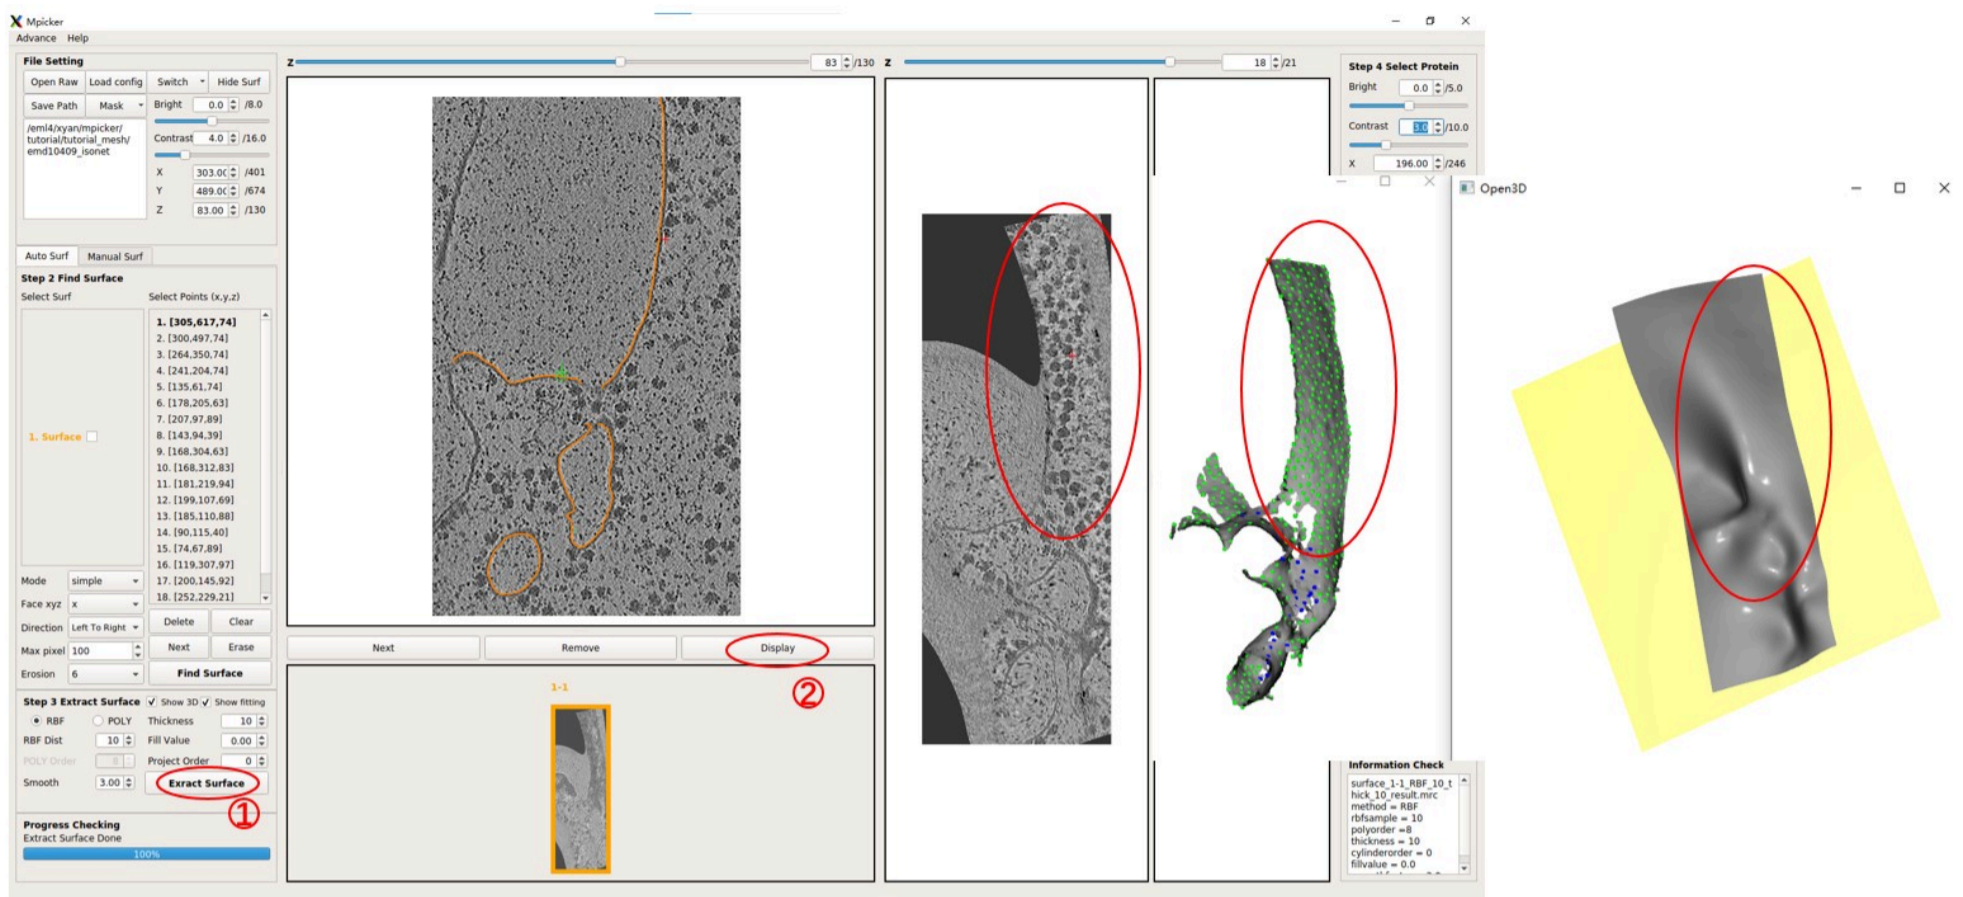 Mpicker
Advance Help
File Setting
Open Raw Load config Switch Hide Surf
Save Path Mask Bright 0.0 /8.0
/eml4/xyan/mpicker/
tutorial/tutorial_mesh/
emd10409_isonet
Contrast 4.0 /16.0
X 303.0( /401
Y 489.0( /674
Z 83.00 /130
Auto Surf Manual Surf
Step 2 Find Surface
Select Surf Select Points (x,y,z)
1. Surface
1. [305,617,74]
2. [300,497,74]
3. [264,350,74]
4. [241,204,74]
5. [135,61,74]
6. [178,205,63]
7. [207,97,89]
8. [143,94,39]
9. [168,304,63]
10. [168,312,83]
11. [181,219,94]
12. [199,107,69]
13. [185,110,88]
14. [90,115,40]
15. [74,67,89]
16. [119,307,97]
17. [200,145,92]
18. [252,229,21]
Mode simple
Face xyz x
Direction Left To Right
Max pixel 100
Erosion 6
Delete Clear
Next Erase
Find Surface
Step 3 Extract Surface Show 3D Show fitting
RBF POLY Thickness 10
RBF Dist 10 Fill Value 0.00
POLY Order 8 Project Order 0
Smooth 3.00 Exract Surface
①
Progress Checking
Extract Surface Done
100%
Z 83 /130
Next Remove Display
②
1-1
Z 18 /21
Step 4 Select Protein
Bright 0.0 /5.0
Contrast 3.0 /10.0
X 196.00 /246
Open3D
Information Check
surface_1-1_RBF_10_t
hick_10_result.mrc
method = RBF
rbfsample = 10
polyorder =8
thickness = 10
cylinderorder = 0
fillvalue = 0.0